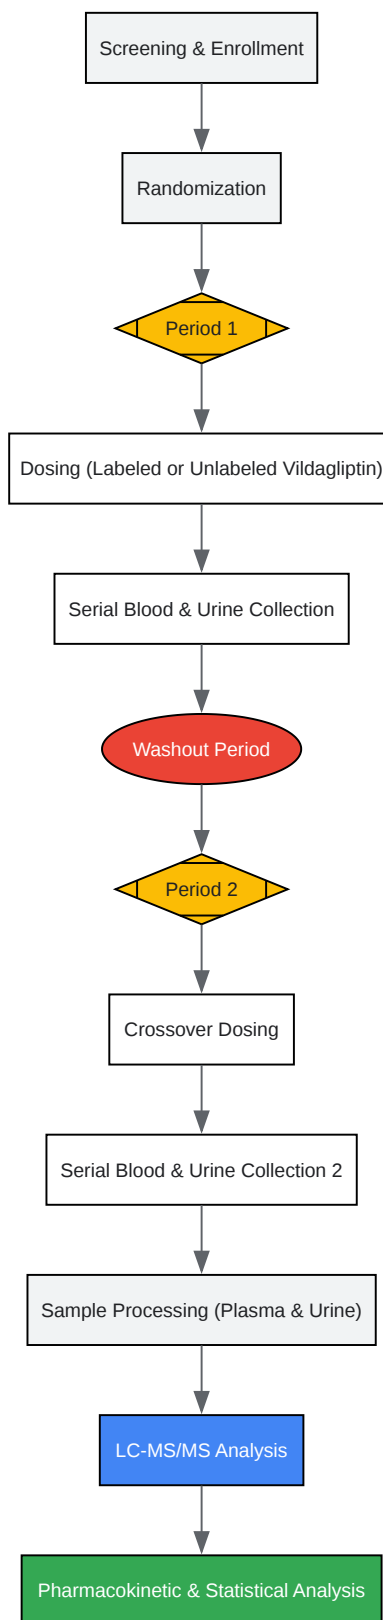 Screening & Enrollment
Randomization
Period 1
Dosing (Labeled or Unlabeled Vildagliptin)
Serial Blood & Urine Collection
Washout Period
Period 2
Crossover Dosing
Serial Blood & Urine Collection 2
Sample Processing (Plasma & Urine)
LC-MS/MS Analysis
Pharmacokinetic & Statistical Analysis